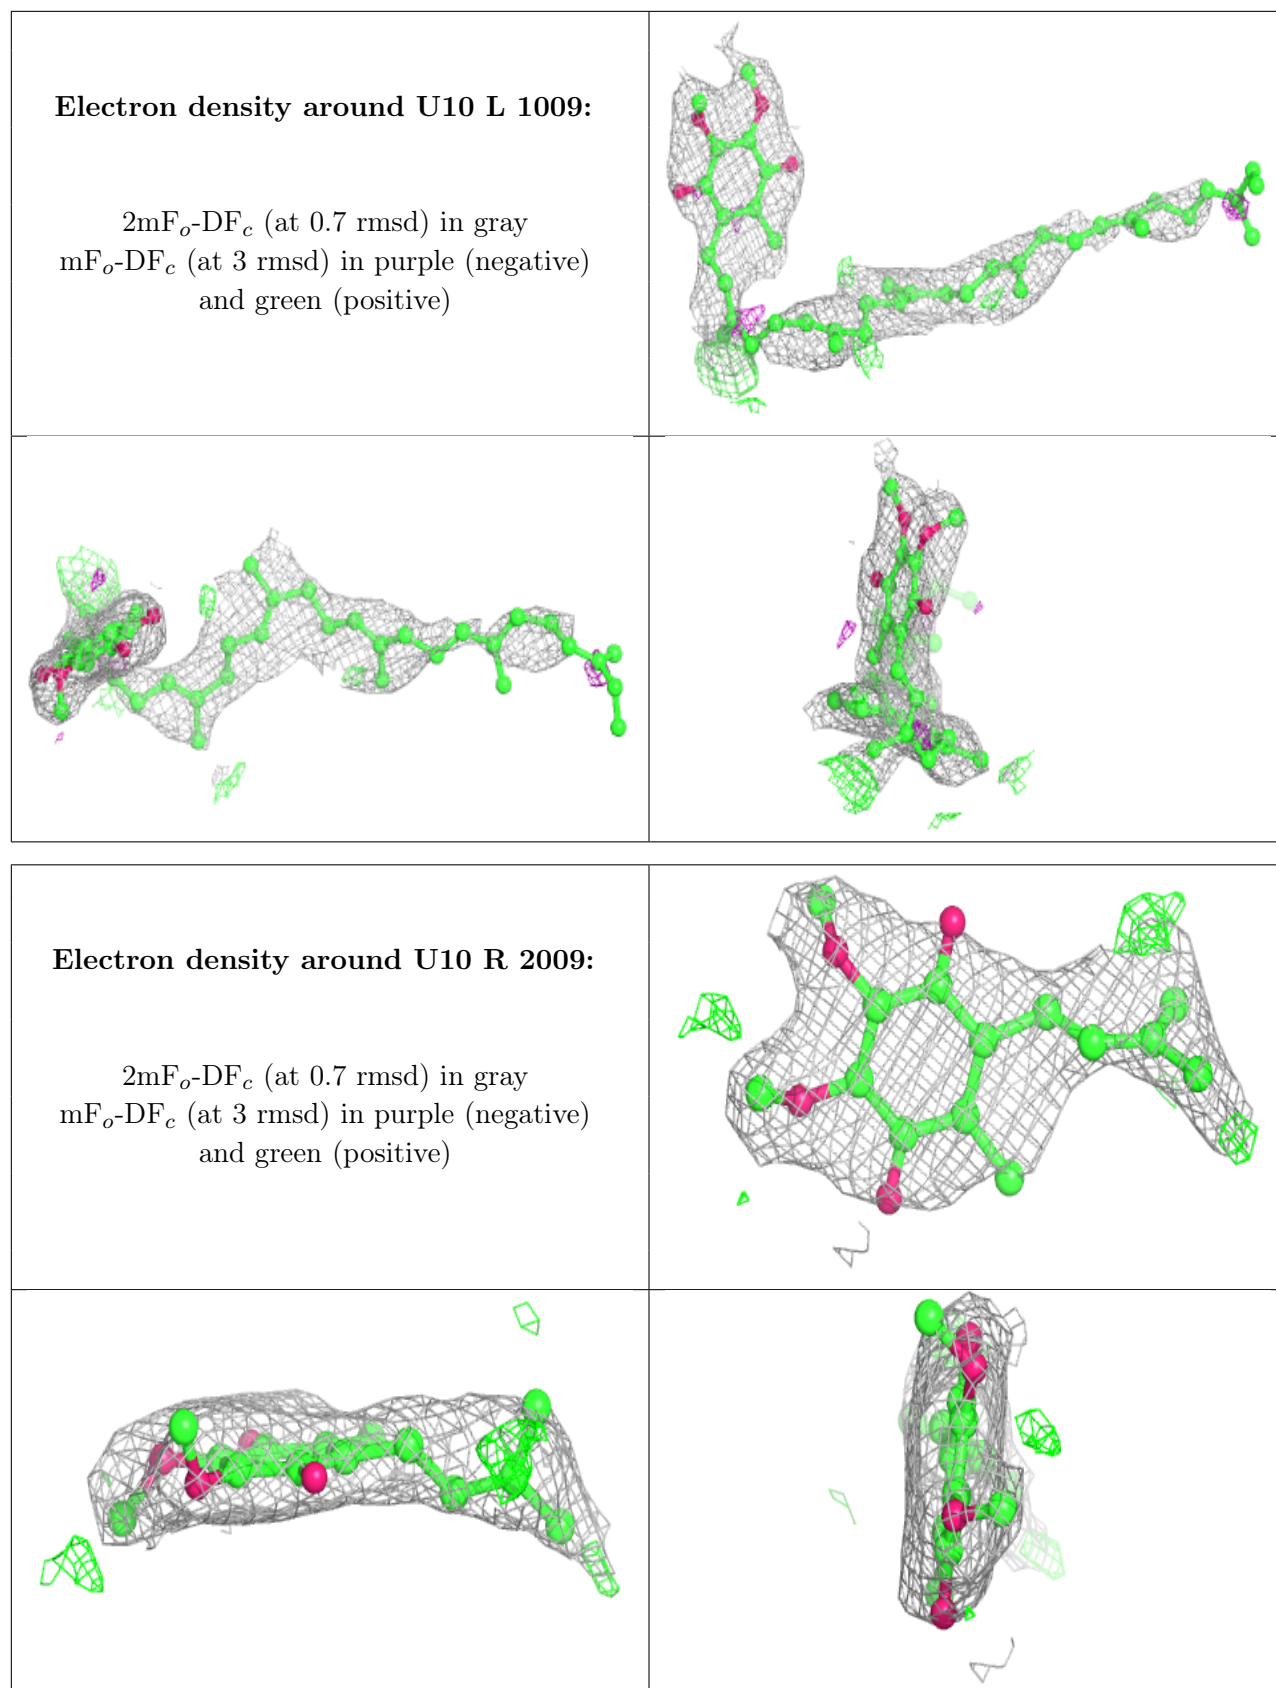 Electron density around U10 L 1009:
2mFₒ-DF𝑐 (at 0.7 rmsd) in gray
mFₒ-DF𝑐 (at 3 rmsd) in purple (negative)
and green (positive)
Electron density around U10 R 2009:
2mFₒ-DF𝑐 (at 0.7 rmsd) in gray
mFₒ-DF𝑐 (at 3 rmsd) in purple (negative)
and green (positive)